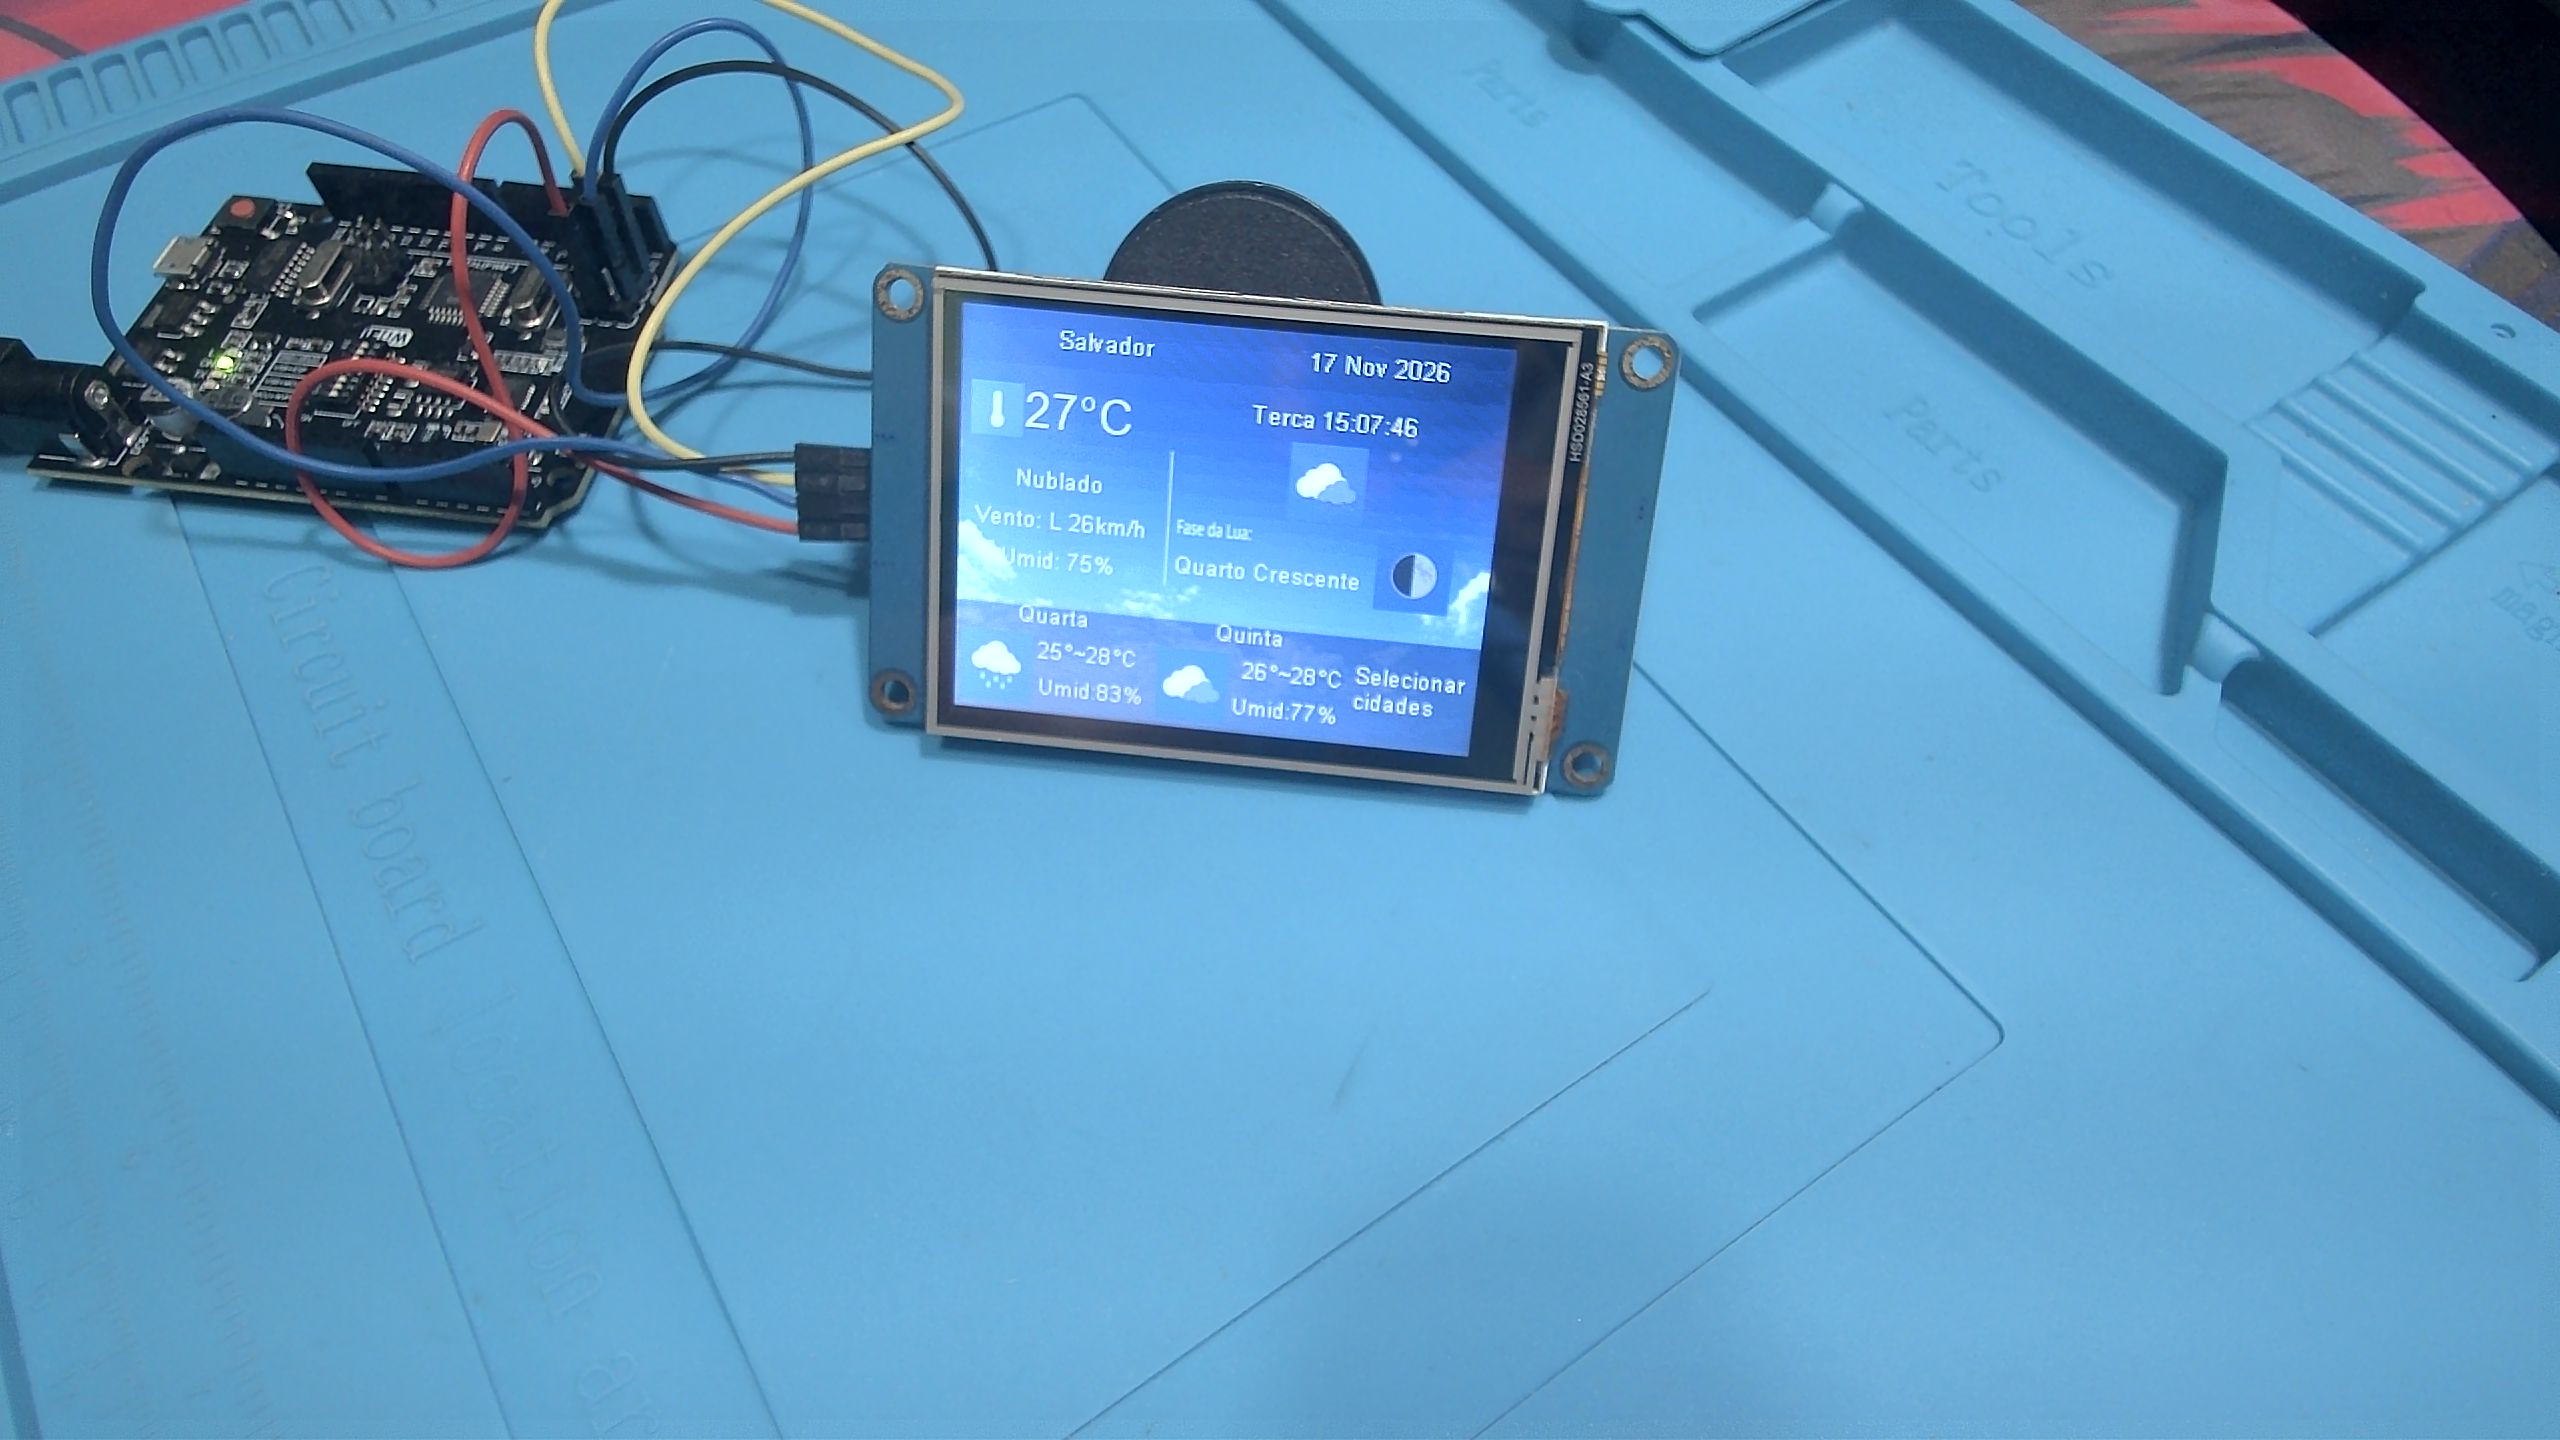 Salvador
17 Nov 2026
27°C
Terca 15:07:46
Nublado
Vento: L 26km/h
Umid: 75%
Fase da Lua:
Quarto Crescente
Quarta
25°~28°C
Umid:83%
Quinta
26°~28°C
Umid:77%
Selecionar
cidades
HSD028561-A3
Parts
Tools
Parts
Circuit board location ar